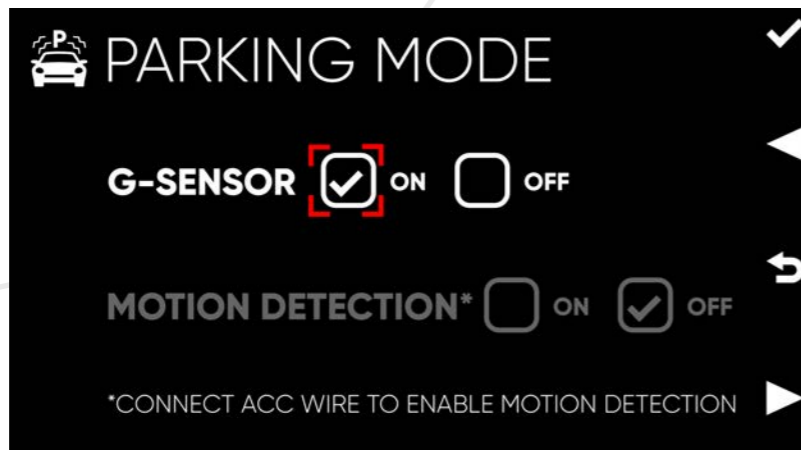 P
PARKING MODE
G-SENSOR ON OFF
MOTION DETECTION* ON OFF
*CONNECT ACC WIRE TO ENABLE MOTION DETECTION